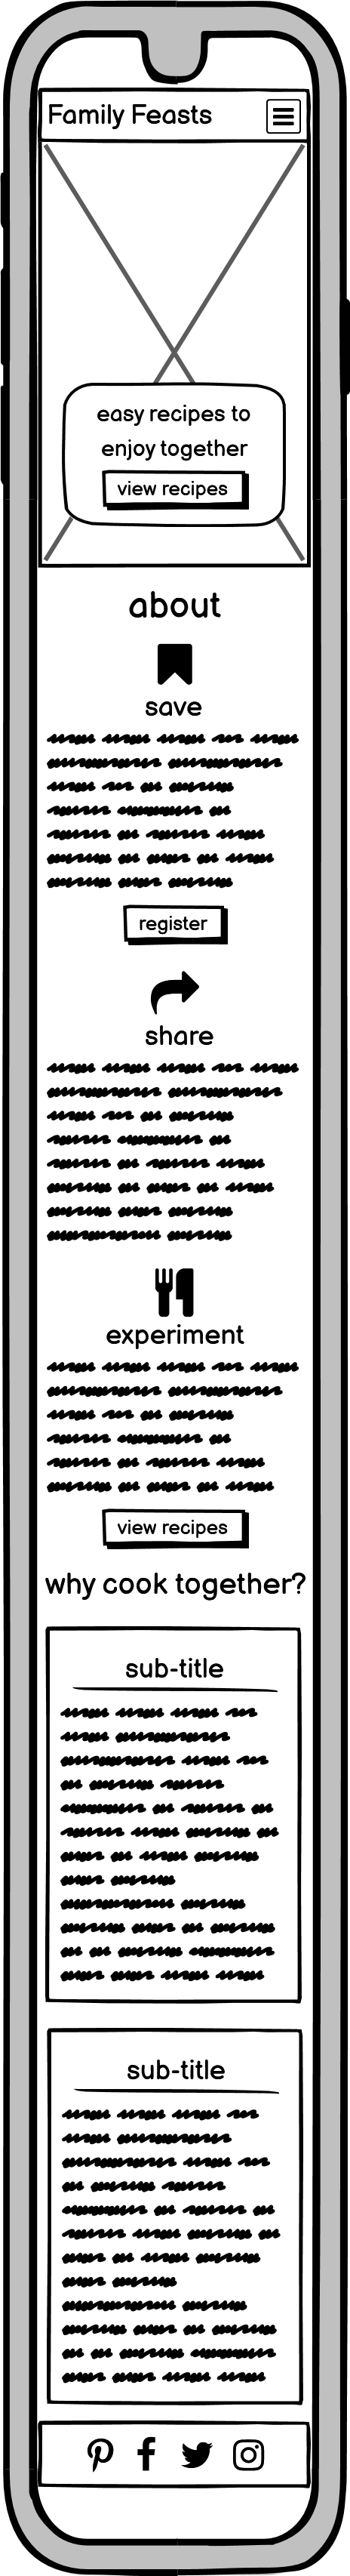 Family Feasts
easy recipes to
enjoy together
view recipes
about
save
register
share
experiment
view recipes
why cook together?
sub-title
sub-title